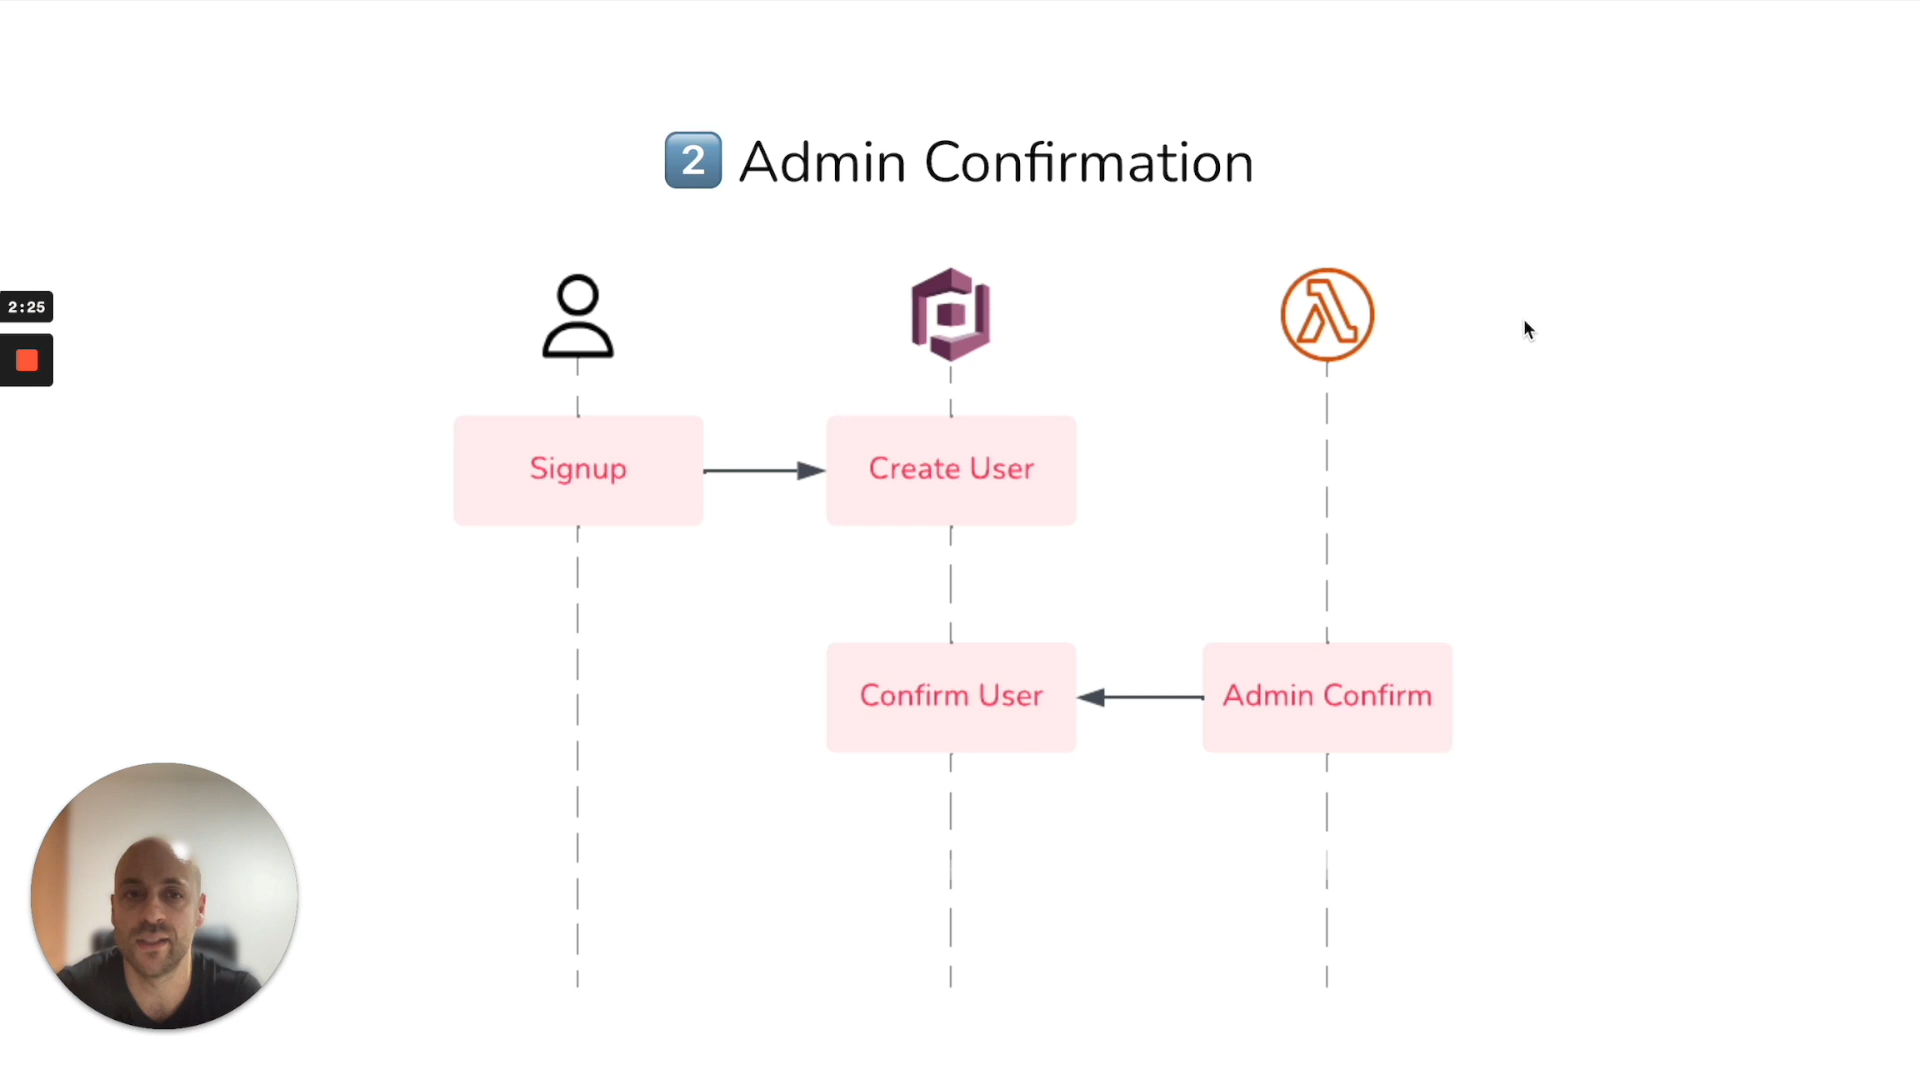 2 Admin Confirmation
2:25
Signup
Create User
Confirm User
Admin Confirm